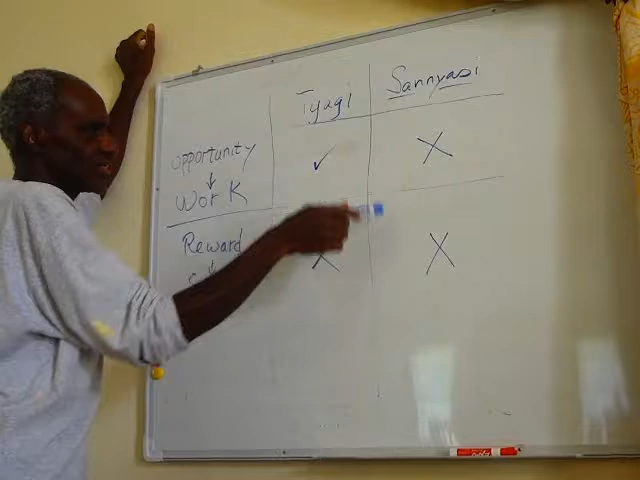 Tyagi Sannyasi
opportunity ✓ X
↓
Work
Reward X X